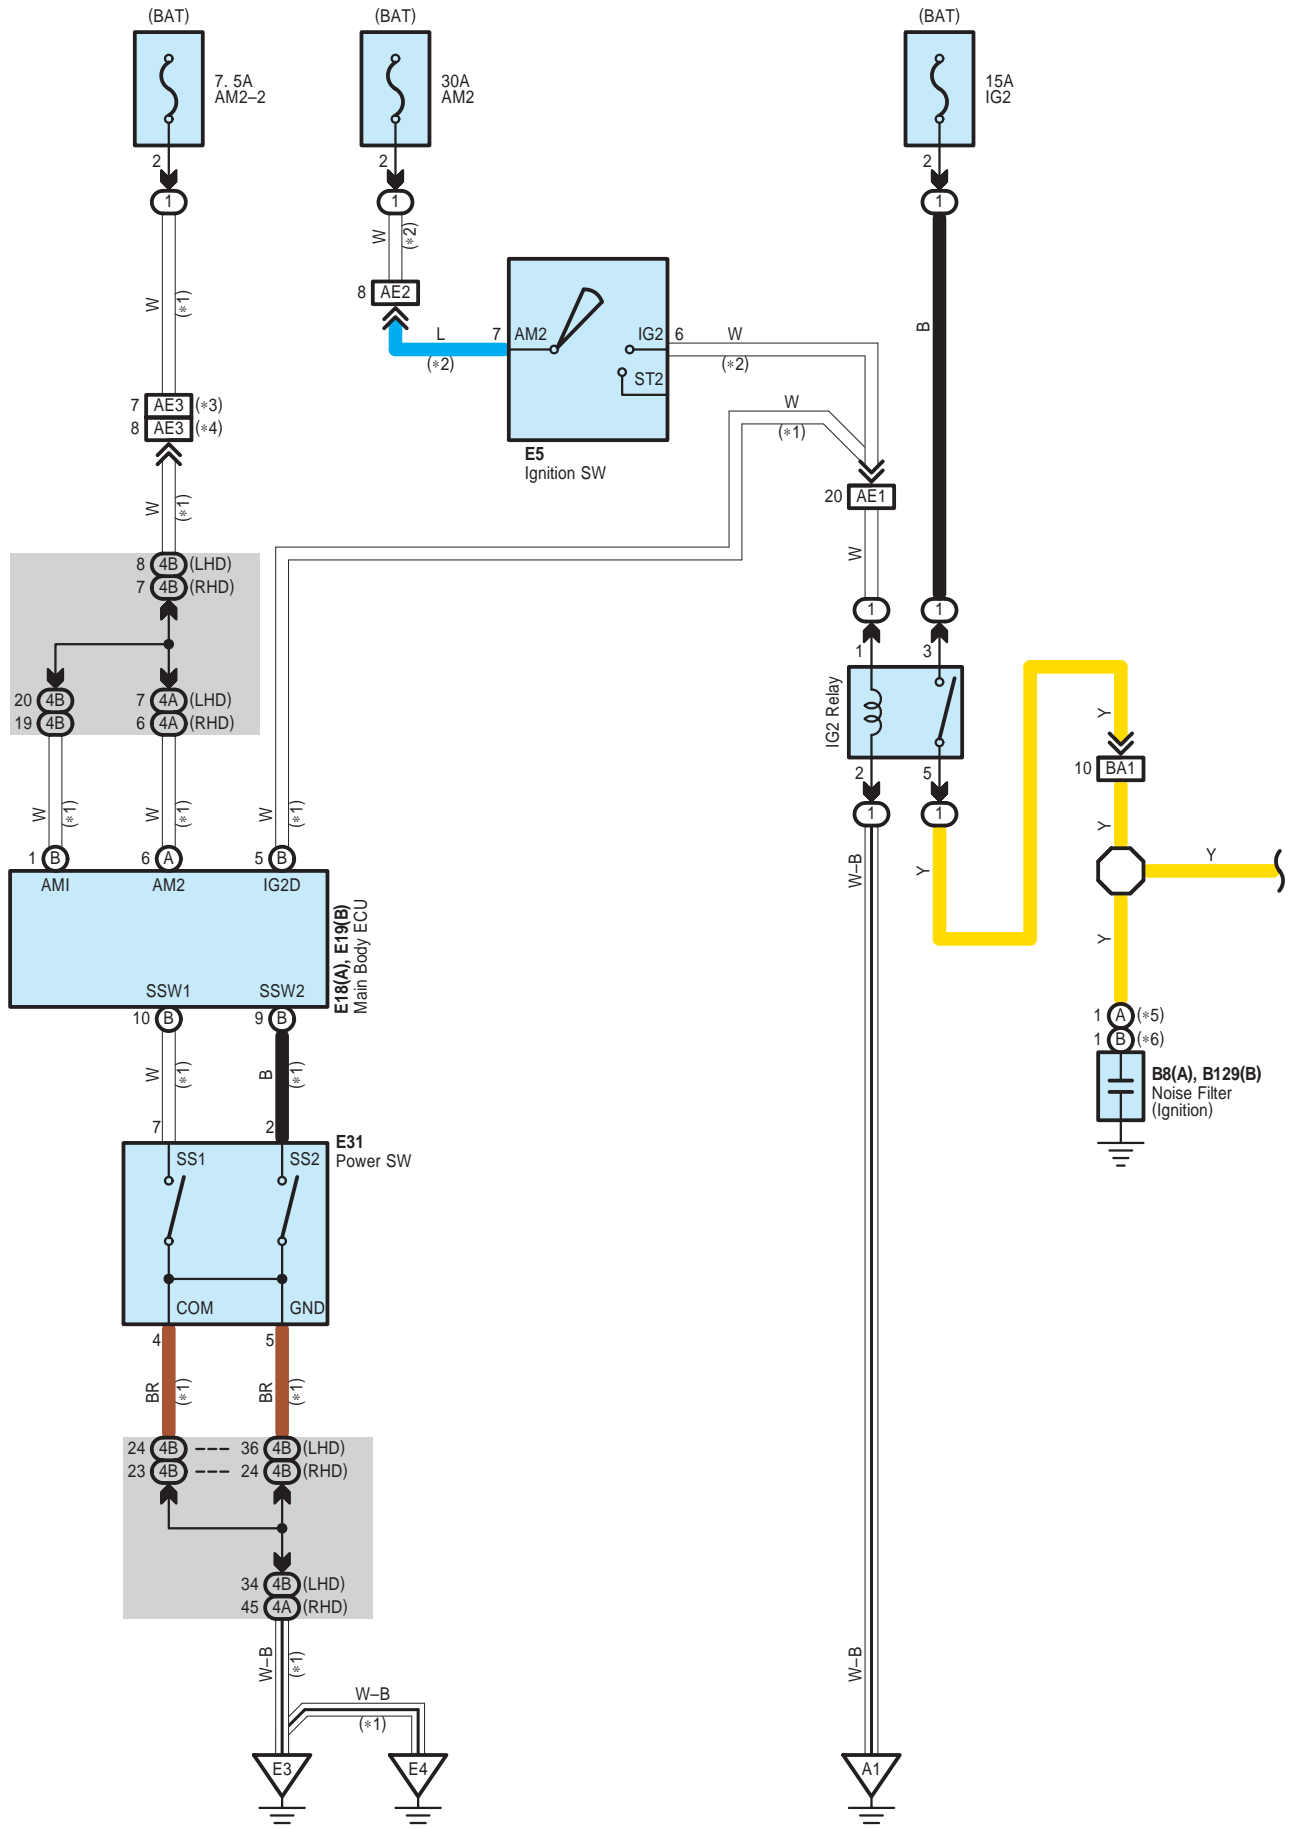 (BAT)
(BAT)
(BAT)
7. 5A
AM2–2
30A
AM2
15A
IG2
2
2
2
1
1
1
W
(*2)
W
(*1)
8 AE2
L
(*2)
7
AM2
IG2
ST2
6
W
(*2)
E5
Ignition SW
B
7 AE3 (*3)
8 AE3 (*4)
W
(*1)
W
(*1)
20 AE1
W
8 4B (LHD)
7 4B (RHD)
1
1
1
3
IG2 Relay
2
5
1
1
20 4B
19 4B
7 4A (LHD)
6 4A (RHD)
Y
10 BA1
Y
Y
Y
Y
W
(*1)
W
(*1)
W
(*1)
1 B
6 A
5 B
AMI
AM2
IG2D
E18(A), E19(B)
Main Body ECU
SSW1
SSW2
10 B
9 B
W–B
W
(*1)
B
(*1)
1 A (*5)
1 B (*6)
B8(A), B129(B)
Noise Filter
(Ignition)
7
2
E31
Power SW
SS1
SS2
COM
GND
4
5
BR
(*1)
BR
(*1)
24 4B
36 4B (LHD)
23 4B
24 4B (RHD)
34 4B (LHD)
45 4A (RHD)
W–B
(*1)
W–B
(*1)
W–B
E3
E4
A1